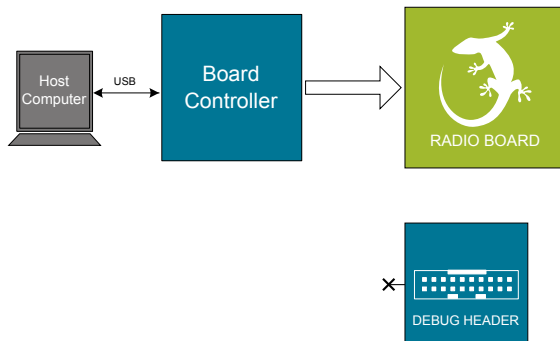 Host
Computer
USB
Board
Controller
RADIO BOARD
DEBUG HEADER